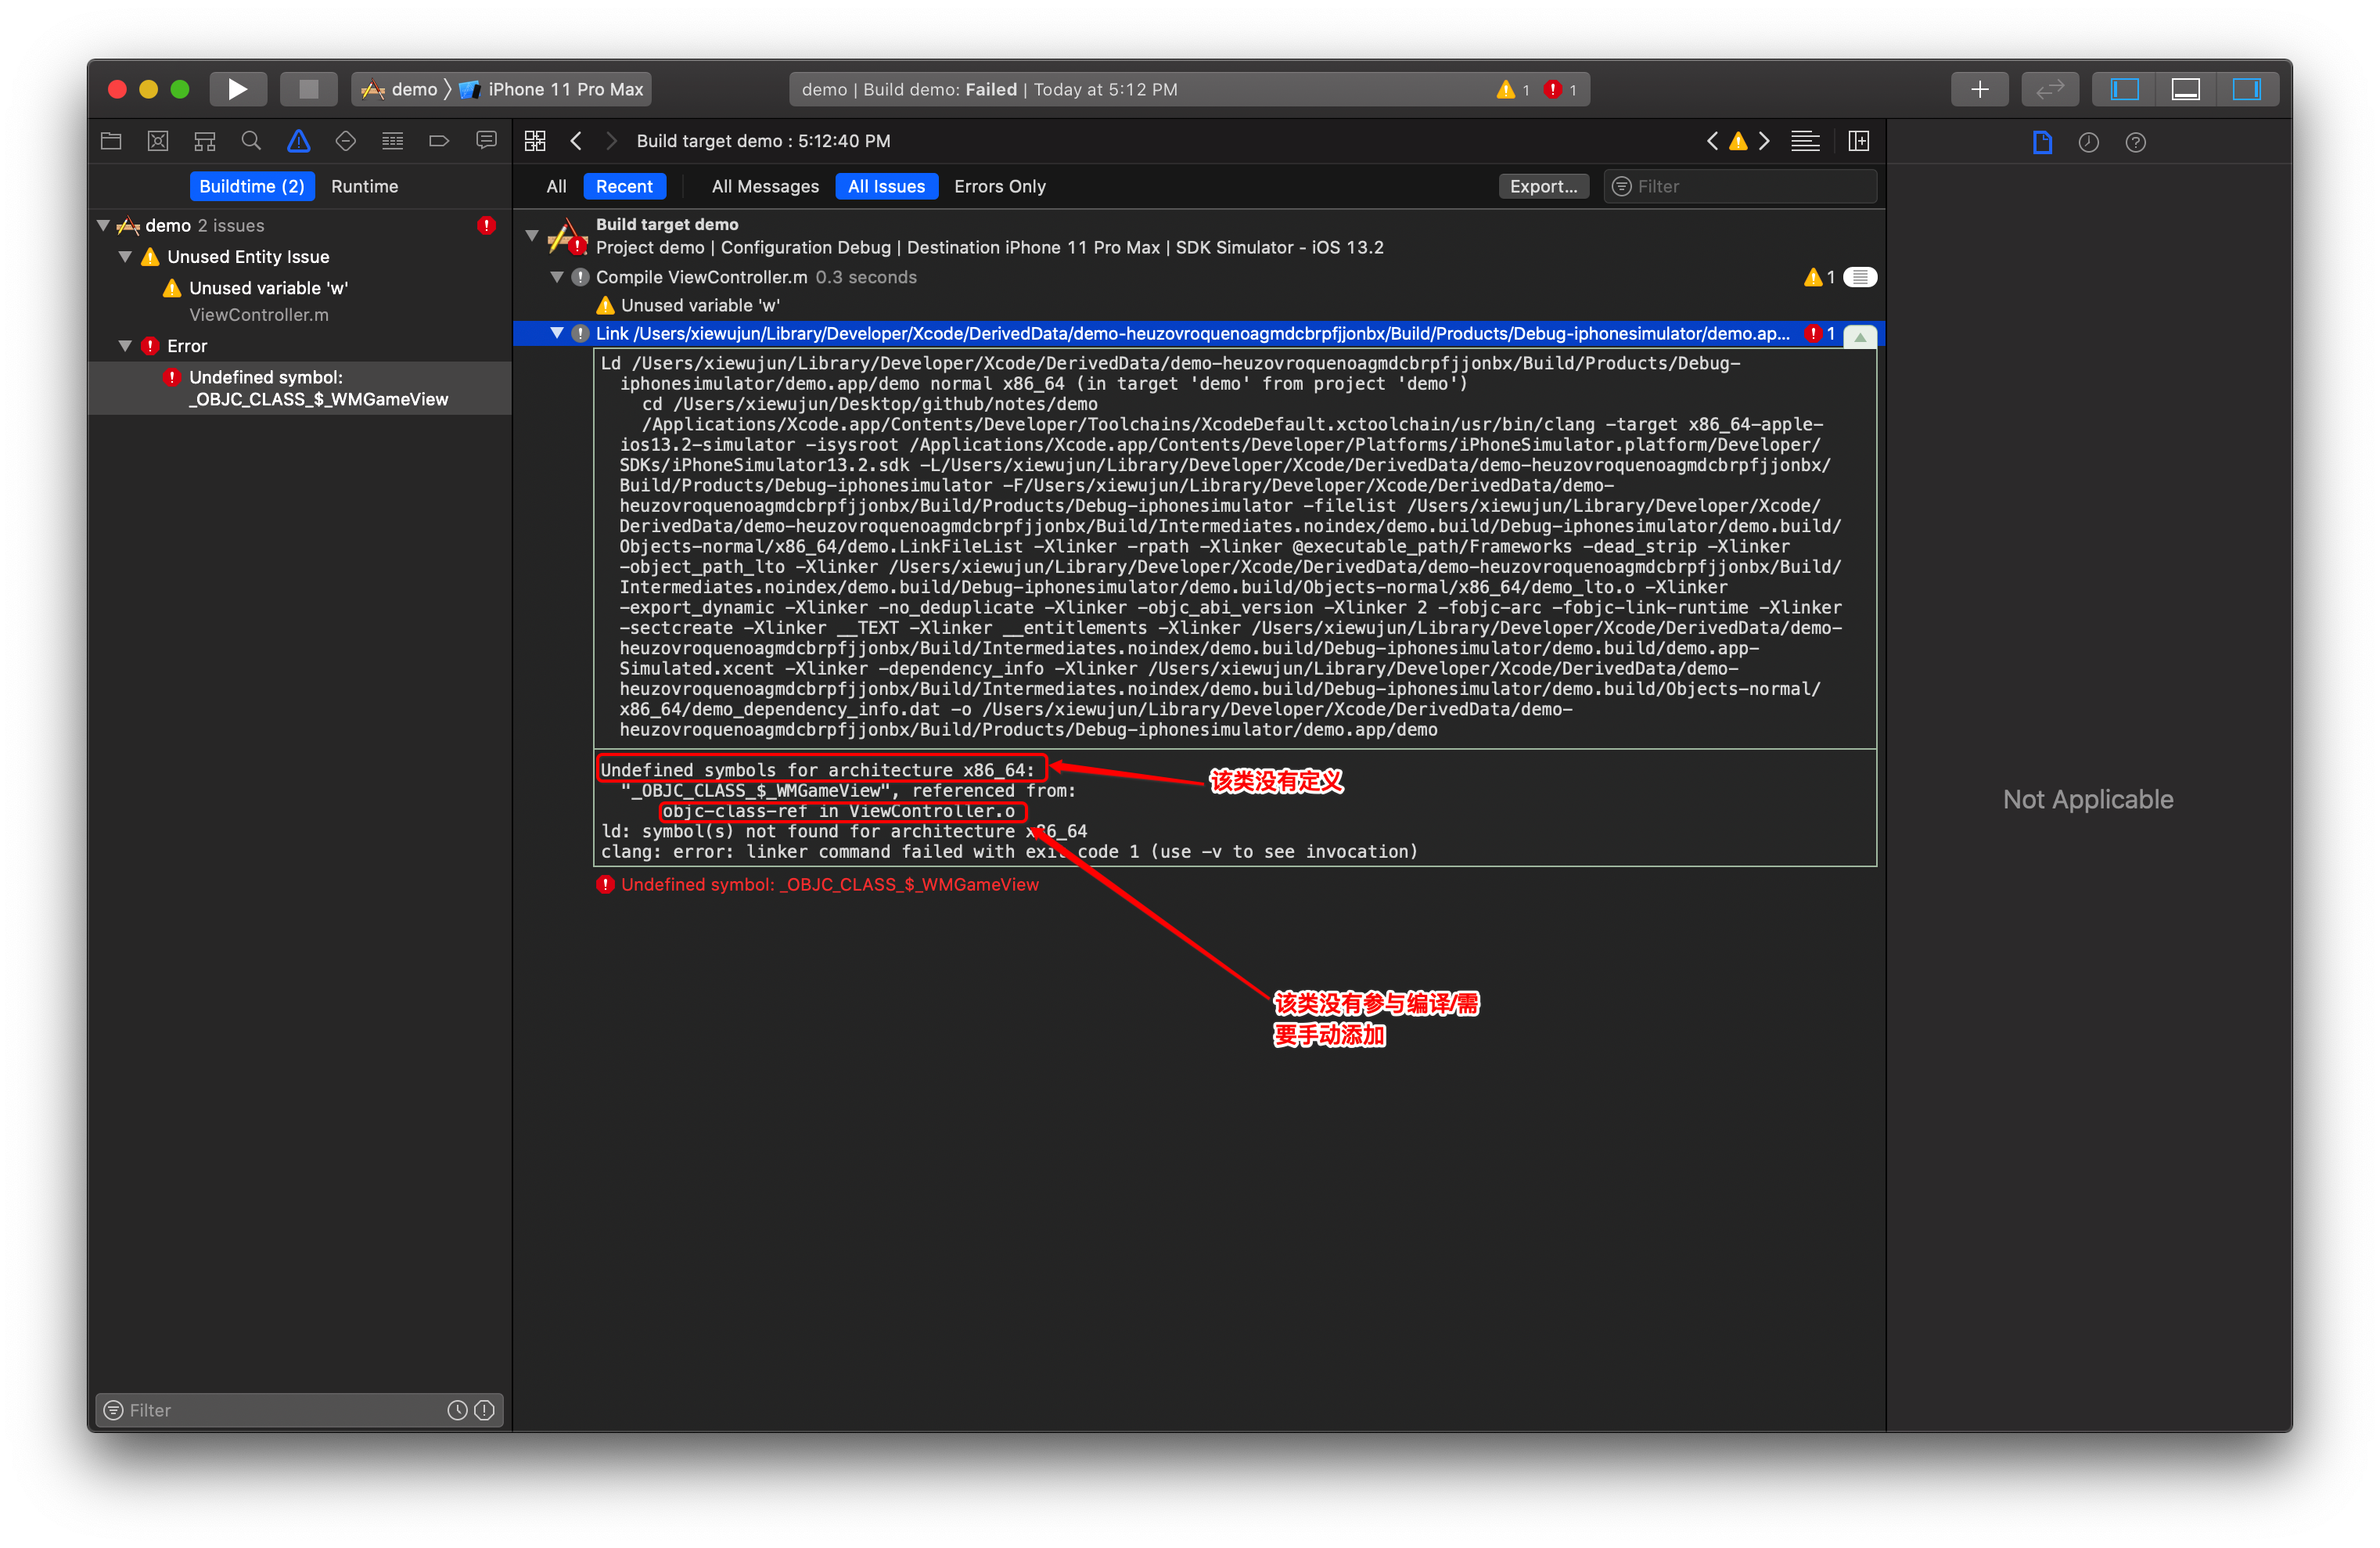 demo 〉 iPhone 11 Pro Max
demo | Build demo: Failed | Today at 5:12 PM
1
1
Build target demo : 5:12:40 PM
Buildtime (2)
Runtime
All
Recent
All Messages
All Issues
Errors Only
Export...
Filter
demo 2 issues
Unused Entity Issue
Unused variable 'w'
ViewController.m
Error
Undefined symbol:
_OBJC_CLASS_$_WMGameView
Build target demo
Project demo | Configuration Debug | Destination iPhone 11 Pro Max | SDK Simulator - iOS 13.2
Compile ViewController.m 0.3 seconds
1
Unused variable 'w'
Link /Users/xiewujun/Library/Developer/Xcode/DerivedData/demo-heuzovroquenoagmdcbrpfjjonbx/Build/Products/Debug-iphonesimulator/demo.ap...
1
Ld /Users/xiewujun/Library/Developer/Xcode/DerivedData/demo-heuzovroquenoagmdcbrpfjjonbx/Build/Products/Debug-
iphonesimulator/demo.app/demo normal x86_64 (in target 'demo' from project 'demo')
cd /Users/xiewujun/Desktop/github/notes/demo
/Applications/Xcode.app/Contents/Developer/Toolchains/XcodeDefault.xctoolchain/usr/bin/clang -target x86_64-apple-
ios13.2-simulator -isysroot /Applications/Xcode.app/Contents/Developer/Platforms/iPhoneSimulator.platform/Developer/
SDKs/iPhoneSimulator13.2.sdk -L/Users/xiewujun/Library/Developer/Xcode/DerivedData/demo-heuzovroquenoagmdcbrpfjjonbx/
Build/Products/Debug-iphonesimulator -F/Users/xiewujun/Library/Developer/Xcode/DerivedData/demo-
heuzovroquenoagmdcbrpfjjonbx/Build/Products/Debug-iphonesimulator -filelist /Users/xiewujun/Library/Developer/Xcode/
DerivedData/demo-heuzovroquenoagmdcbrpfjjonbx/Build/Intermediates.noindex/demo.build/Debug-iphonesimulator/demo.build/
Objects-normal/x86_64/demo.LinkFileList -Xlinker -rpath -Xlinker @executable_path/Frameworks -dead_strip -Xlinker
-object_path_lto -Xlinker /Users/xiewujun/Library/Developer/Xcode/DerivedData/demo-heuzovroquenoagmdcbrpfjjonbx/Build/
Intermediates.noindex/demo.build/Debug-iphonesimulator/demo.build/Objects-normal/x86_64/demo_lto.o -Xlinker
-export_dynamic -Xlinker -no_deduplicate -Xlinker -objc_abi_version -Xlinker 2 -fobjc-arc -fobjc-link-runtime -Xlinker
-sectcreate -Xlinker __TEXT -Xlinker __entitlements -Xlinker /Users/xiewujun/Library/Developer/Xcode/DerivedData/demo-
heuzovroquenoagmdcbrpfjjonbx/Build/Intermediates.noindex/demo.build/Debug-iphonesimulator/demo.build/demo.app-
Simulated.xcent -Xlinker -dependency_info -Xlinker /Users/xiewujun/Library/Developer/Xcode/DerivedData/demo-
heuzovroquenoagmdcbrpfjjonbx/Build/Intermediates.noindex/demo.build/Debug-iphonesimulator/demo.build/Objects-normal/
x86_64/demo_dependency_info.dat -o /Users/xiewujun/Library/Developer/Xcode/DerivedData/demo-
heuzovroquenoagmdcbrpfjjonbx/Build/Products/Debug-iphonesimulator/demo.app/demo
Undefined symbols for architecture x86_64:
"_OBJC_CLASS_$_WMGameView", referenced from:
objc-class-ref in ViewController.o
ld: symbol(s) not found for architecture x86_64
clang: error: linker command failed with exit code 1 (use -v to see invocation)
Undefined symbol: _OBJC_CLASS_$_WMGameView
该类没有定义
该类没有参与编译/需
要手动添加
Not Applicable
Filter